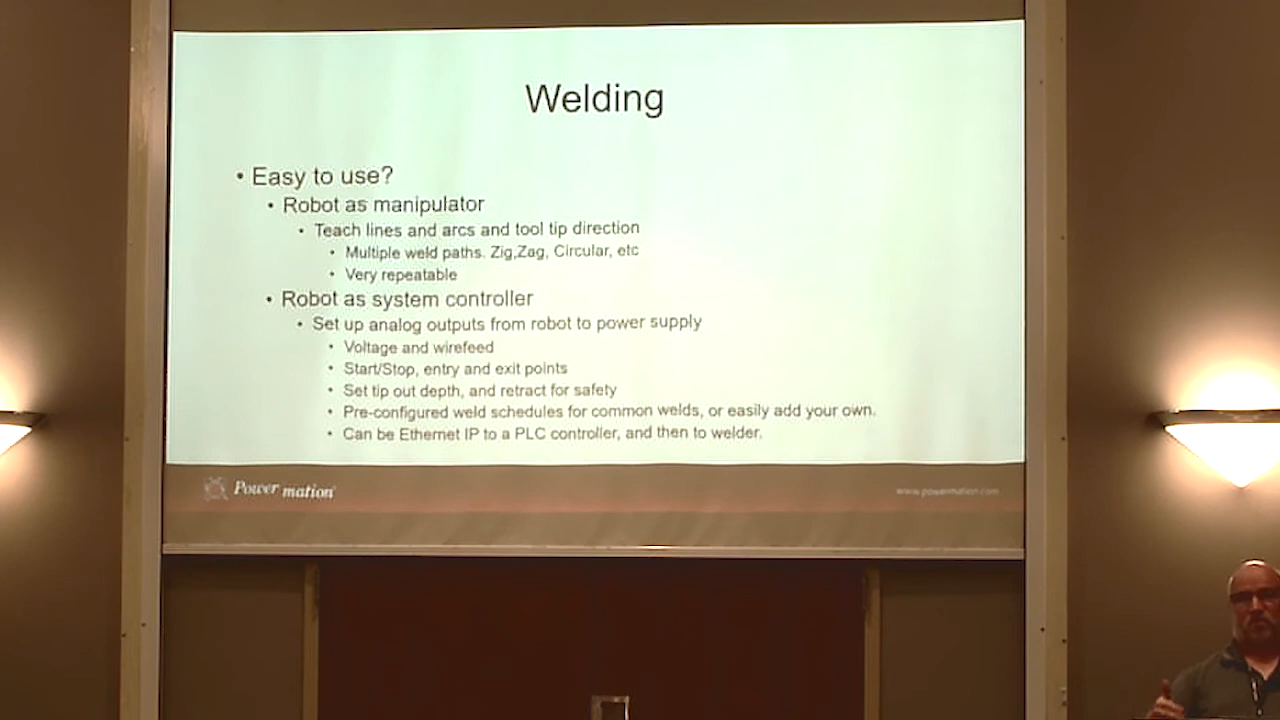 Welding
• Easy to use?
• Robot as manipulator
• Teach lines and arcs and tool tip direction
• Multiple weld paths. Zig,Zag, Circular, etc
• Very repeatable
• Robot as system controller
• Set up analog outputs from robot to power supply
• Voltage and wirefeed
• Start/Stop, entry and exit points
• Set tip out depth, and retract for safety
• Pre-configured weld schedules for common welds, or easily add your own.
• Can be Ethernet IP to a PLC controller, and then to welder.
Power mation
www.powermation.com